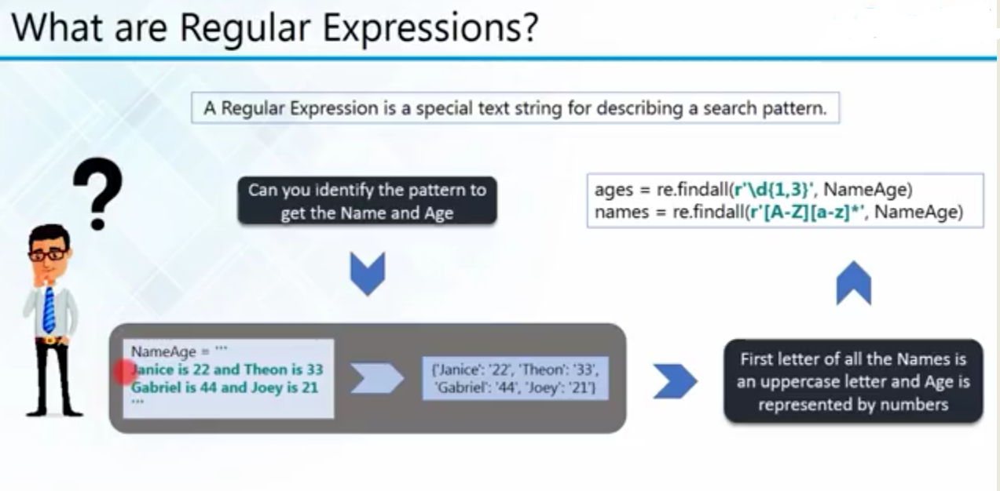 What are Regular Expressions?
A Regular Expression is a special text string for describing a search pattern.
?
Can you identify the pattern to
get the Name and Age
ages = re.findall(r'\d{1,3}', NameAge)
names = re.findall(r'[A-Z][a-z]*', NameAge)
NameAge = '''
Janice is 22 and Theon is 33
Gabriel is 44 and Joey is 21
'''
{'Janice': '22', 'Theon': '33',
'Gabriel': '44', 'Joey': '21'}
First letter of all the Names is
an uppercase letter and Age is
represented by numbers